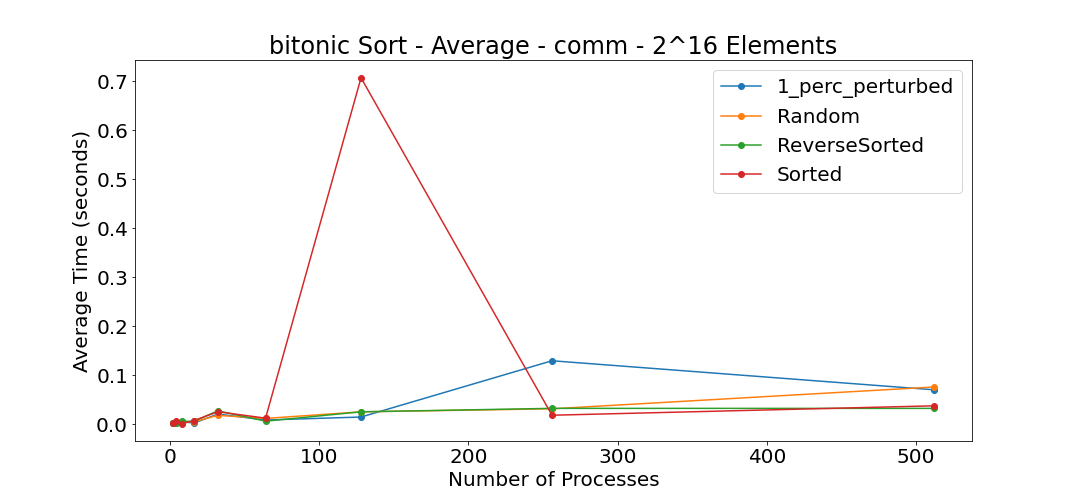 bitonic Sort - Average - comm - 2^16 Elements
1_perc_perturbed
Random
ReverseSorted
Sorted
Average Time (seconds)
0.7
0.6
0.5
0.4
0.3
0.2
0.1
0.0
0 100 200 300 400 500
Number of Processes